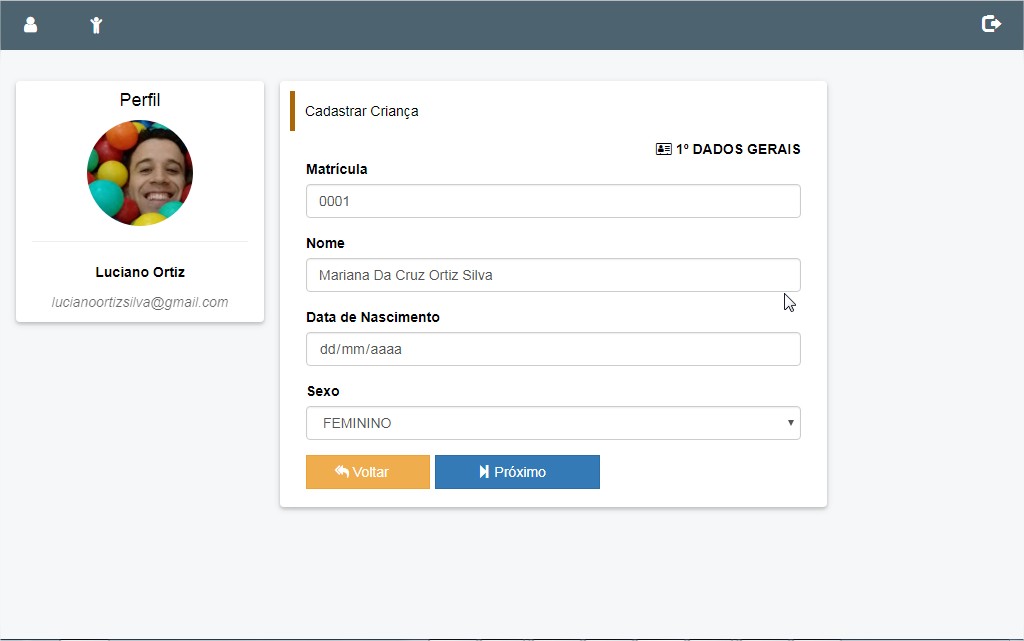 Perfil
Luciano Ortiz
lucianoortizsilva@gmail.com
Cadastrar Criança
1º DADOS GERAIS
Matrícula
0001
Nome
Mariana Da Cruz Ortiz Silva
Data de Nascimento
dd/mm/aaaa
Sexo
FEMININO
Voltar
Próximo